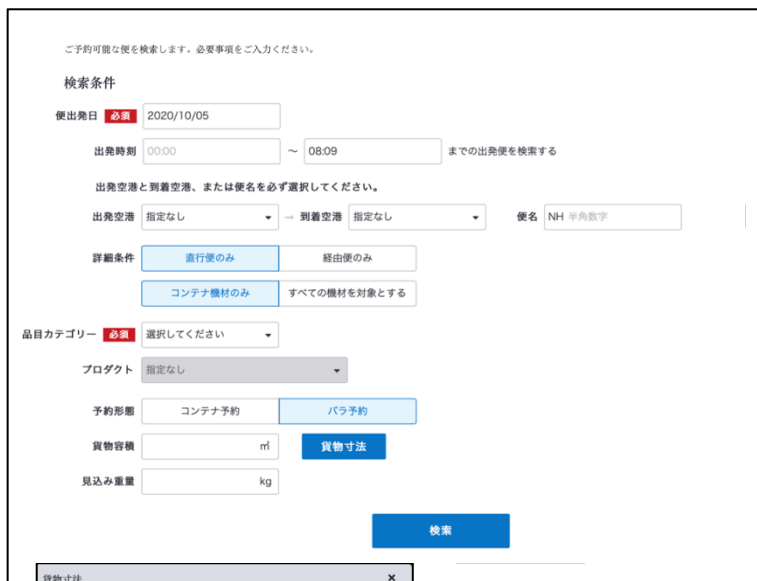 ご予約可能な便を検索します。必要事項をご入力ください。
検索条件
便出発日 必須 2020/10/05
出発時刻 00:00 ～ 08:09 までの出発便を検索する
出発空港と到着空港、または便名を必ず選択してください。
出発空港 指定なし → 到着空港 指定なし 便名 NH 半角数字
詳細条件 直行便のみ 経由便のみ
コンテナ機材のみ すべての機材を対象とする
品目カテゴリー 必須 選択してください
プロダクト 指定なし
予約形態 コンテナ予約 バラ予約
貨物容積 ㎥ 貨物寸法
見込み重量 kg
検索
貨物寸法 ×